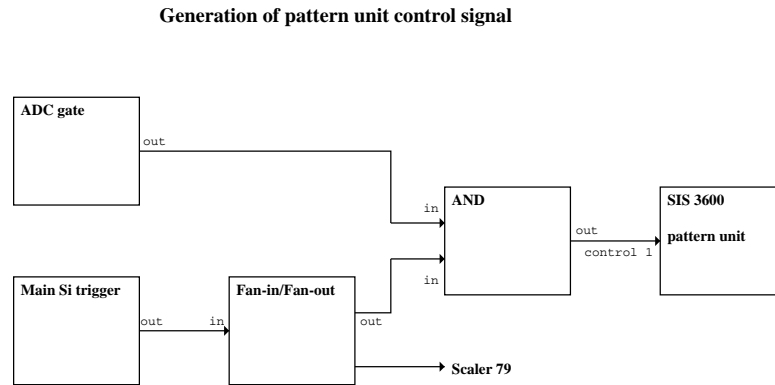 Generation of pattern unit control signal
ADC gate
out
in
AND
SIS 3600
pattern unit
out
control 1
in
Main Si trigger
out
in
Fan-in/Fan-out
out
Scaler 79